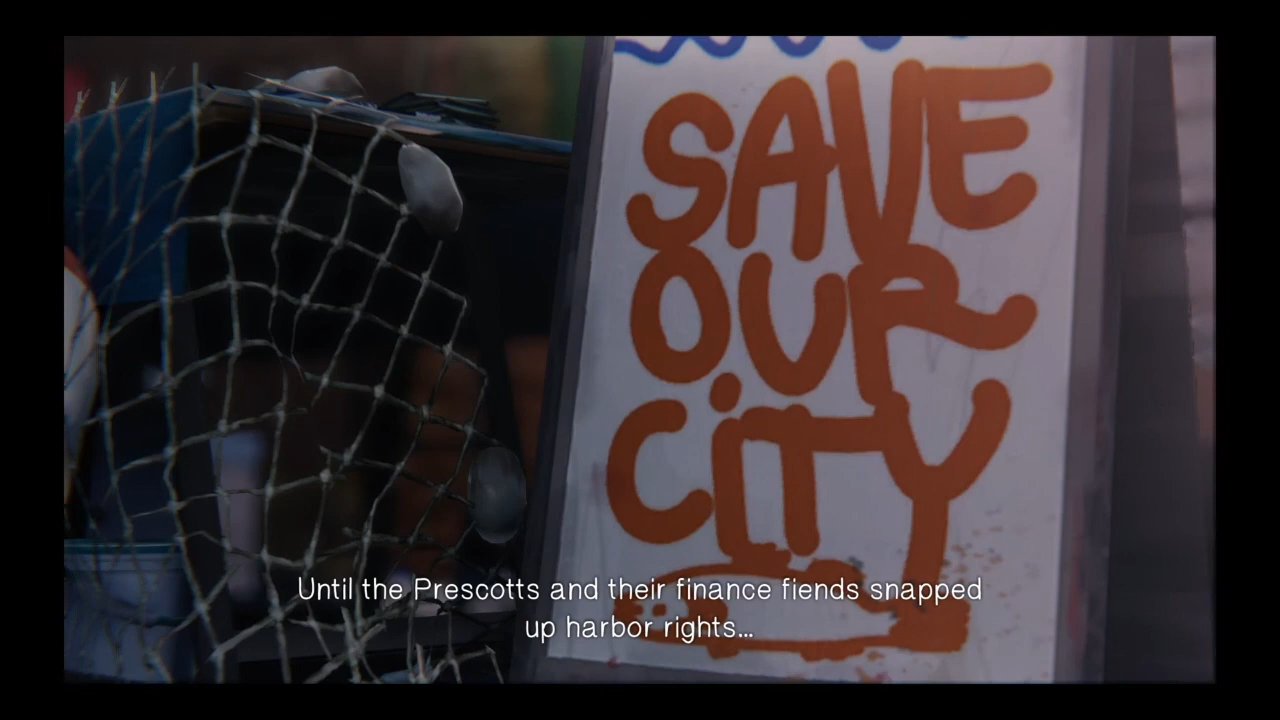 SAVE
OUR
CiTY
Until the Prescotts and their finance fiends snapped
up harbor rights...